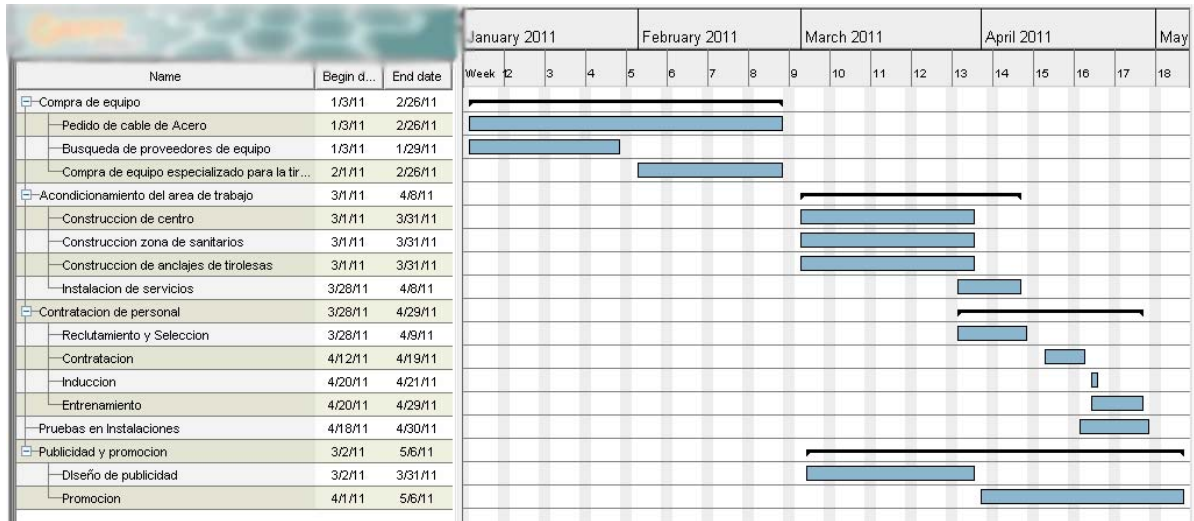 January 2011 February 2011 March 2011 April 2011 May
Name Begin d... End date Week 2 3 4 5 6 7 8 9 10 11 12 13 14 15 16 17 18
Compra de equipo 1/3/11 2/26/11
Pedido de cable de Acero 1/3/11 2/26/11
Busqueda de proveedores de equipo 1/3/11 1/29/11
Compra de equipo especializado para la tir... 2/1/11 2/26/11
Acondicionamiento del area de trabajo 3/1/11 4/8/11
Construccion de centro 3/1/11 3/31/11
Construccion zona de sanitarios 3/1/11 3/31/11
Construccion de anclajes de tirolesas 3/1/11 3/31/11
Instalacion de servicios 3/28/11 4/8/11
Contratacion de personal 3/28/11 4/29/11
Reclutamiento y Seleccion 3/28/11 4/9/11
Contratacion 4/12/11 4/19/11
Induccion 4/20/11 4/21/11
Entrenamiento 4/20/11 4/29/11
Pruebas en Instalaciones 4/18/11 4/30/11
Publicidad y promocion 3/2/11 5/6/11
DIseño de publicidad 3/2/11 3/31/11
Promocion 4/1/11 5/6/11